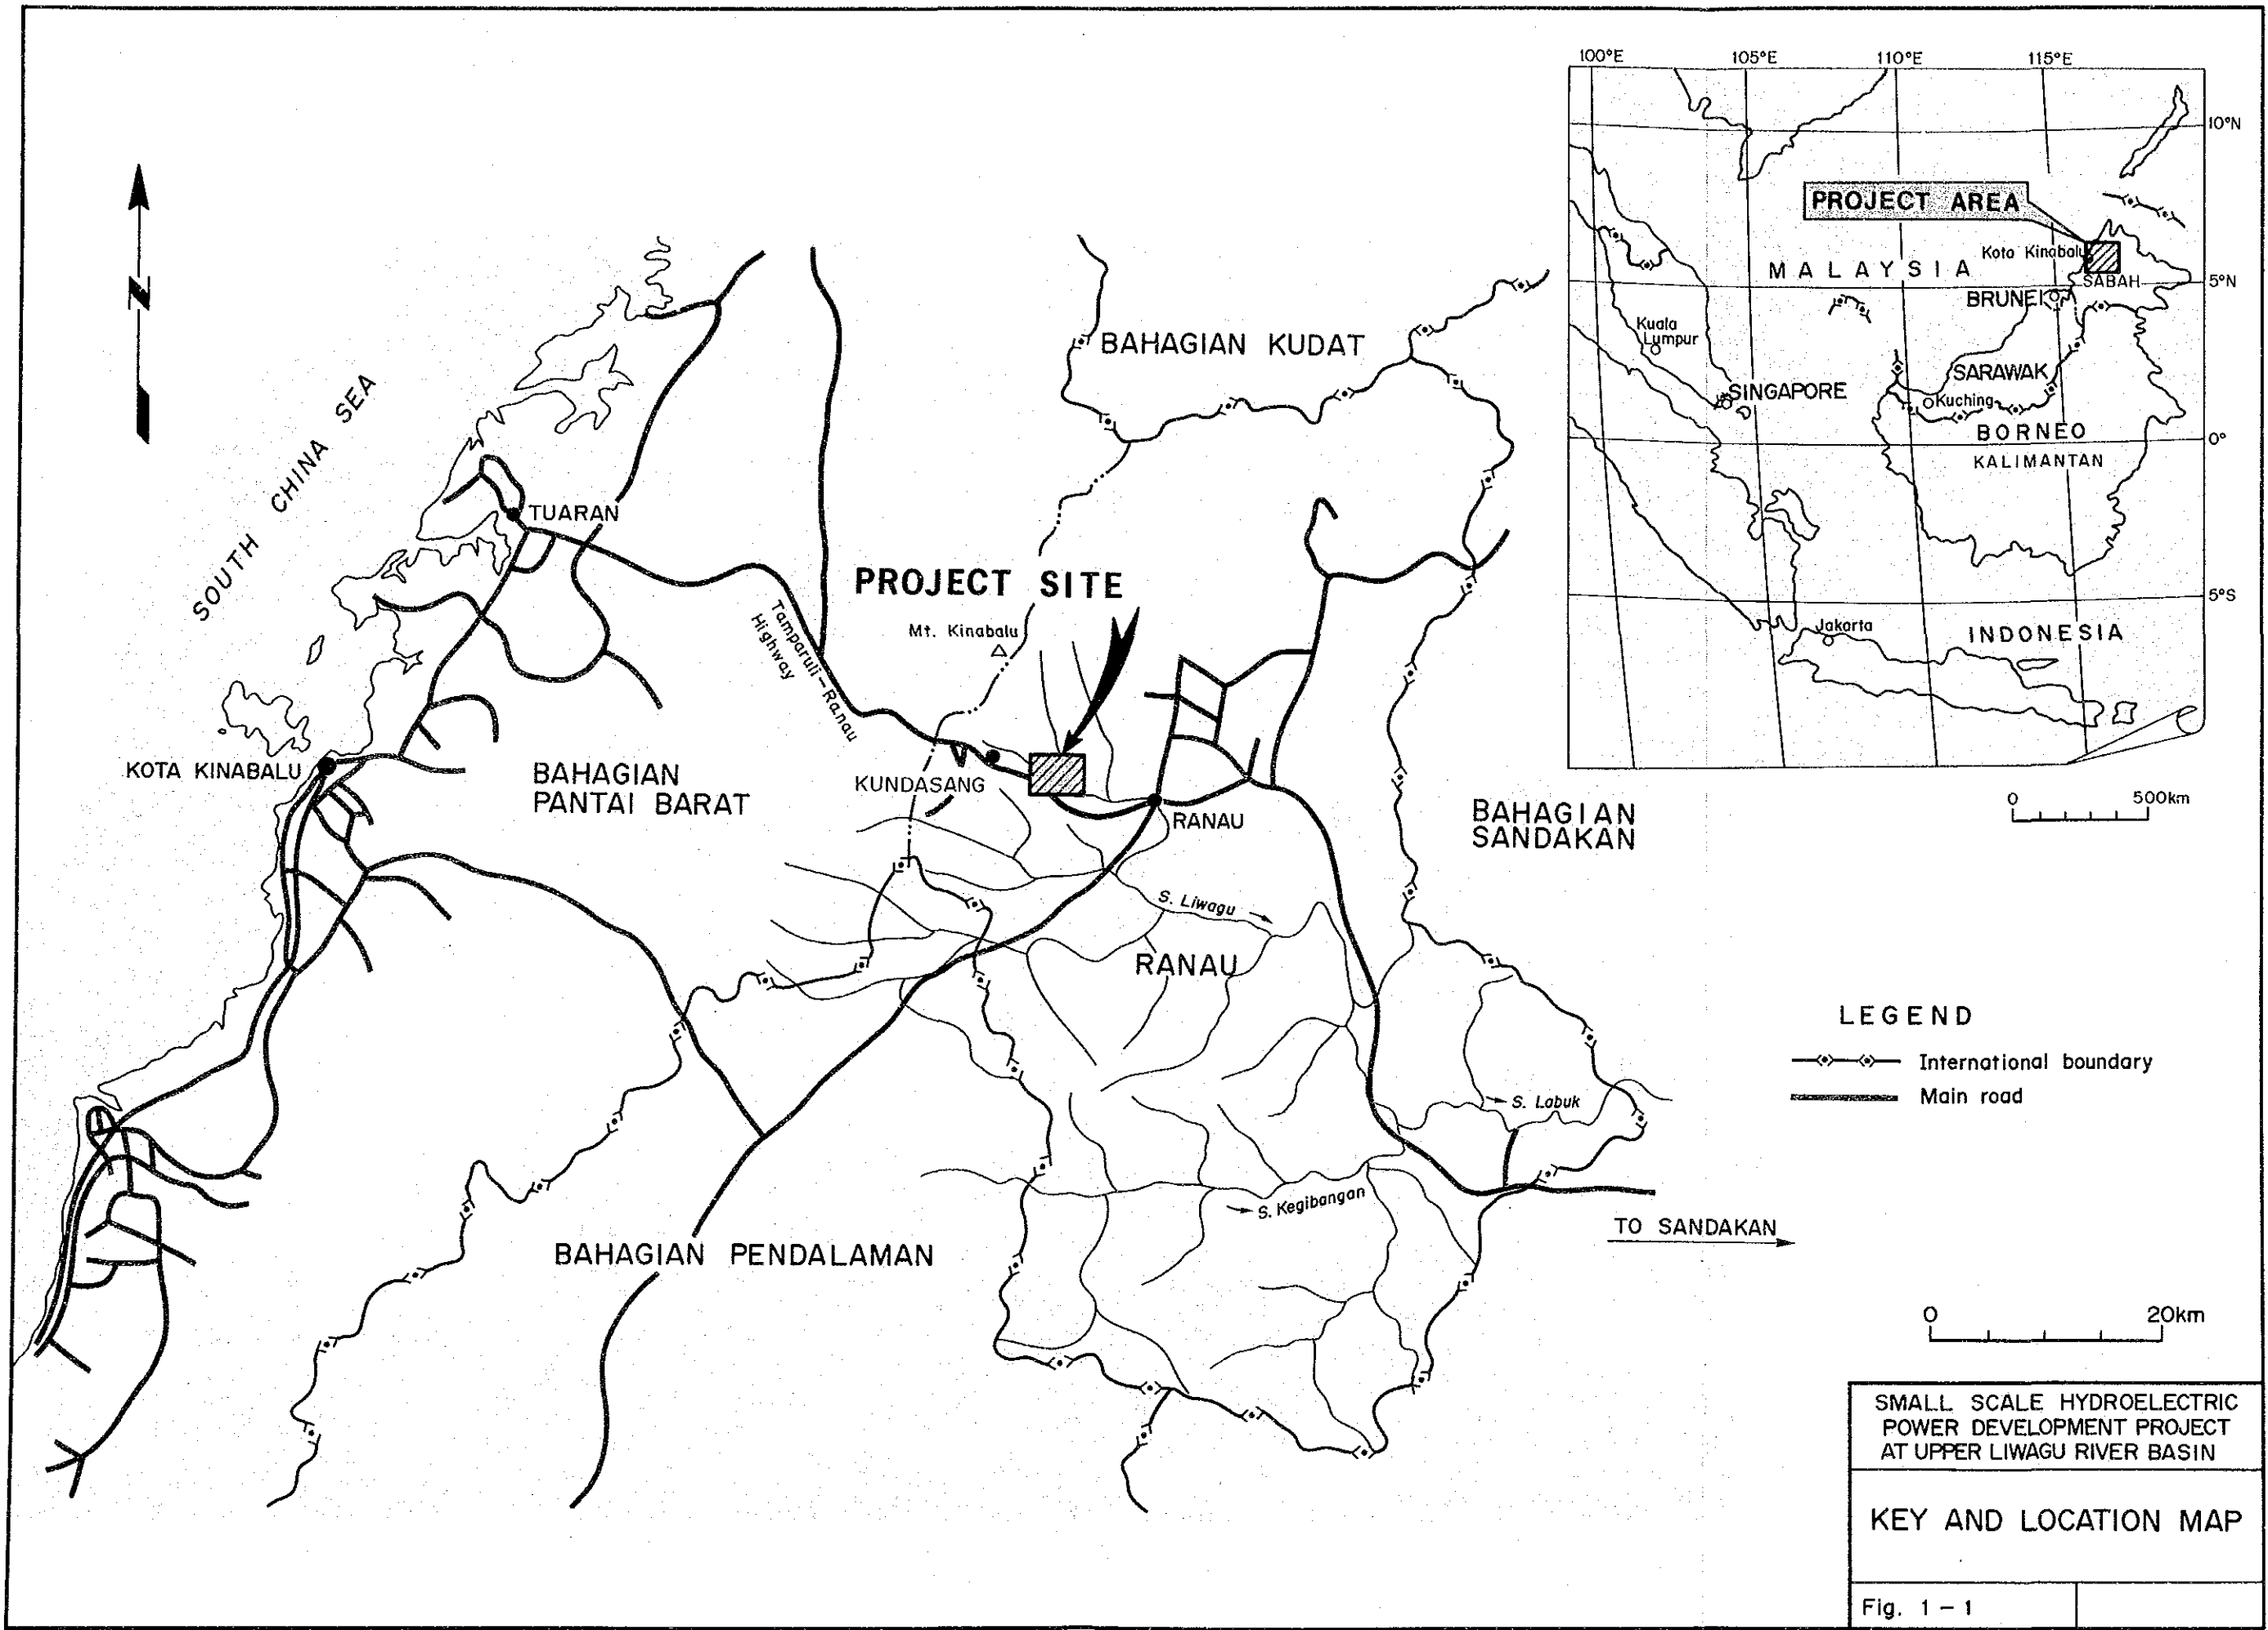 100°E
105°E
110°E
115°E
10°N
PROJECT AREA
Kota Kinabalu
MALAYSIA
SABAH
5°N
BRUNEI
Kuala
Lumpur
SARAWAK
SINGAPORE
Kuching
BORNEO
0°
KALIMANTAN
5°S
Jakarta
INDONESIA
0 500km
N
SOUTH CHINA SEA
BAHAGIAN KUDAT
TUARAN
PROJECT SITE
Mt. Kinabalu
Tamparuli-Ranau
Highway
KOTA KINABALU
BAHAGIAN
PANTAI BARAT
KUNDASANG
RANAU
BAHAGIAN
SANDAKAN
S. Liwagu
RANAU
S. Labuk
S. Kegibangan
BAHAGIAN PENDALAMAN
TO SANDAKAN
LEGEND
International boundary
Main road
0 20km
SMALL SCALE HYDROELECTRIC
POWER DEVELOPMENT PROJECT
AT UPPER LIWAGU RIVER BASIN
KEY AND LOCATION MAP
Fig. 1-1